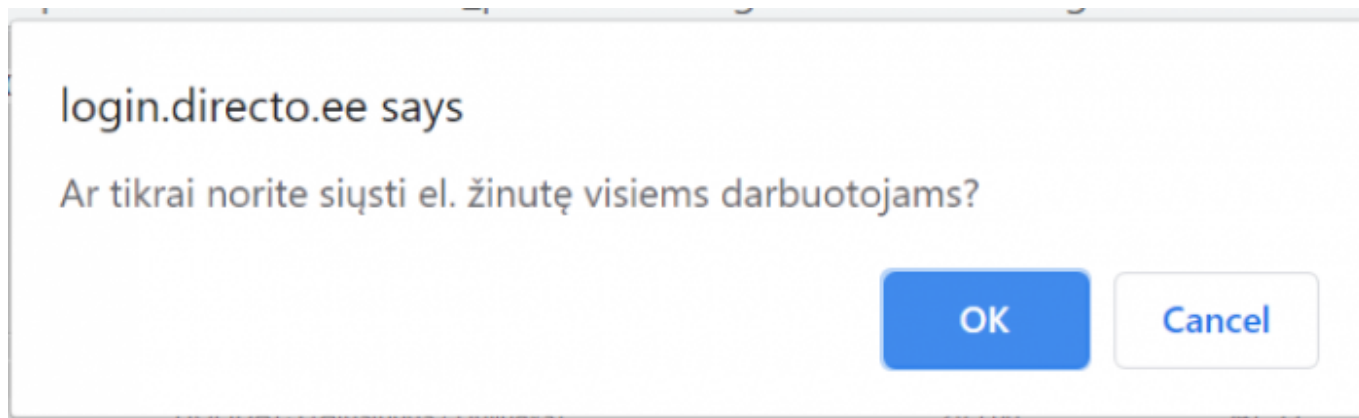 login.directo.ee says
Ar tikrai norite siųsti el. žinutę visiems darbuotojams?
OK Cancel